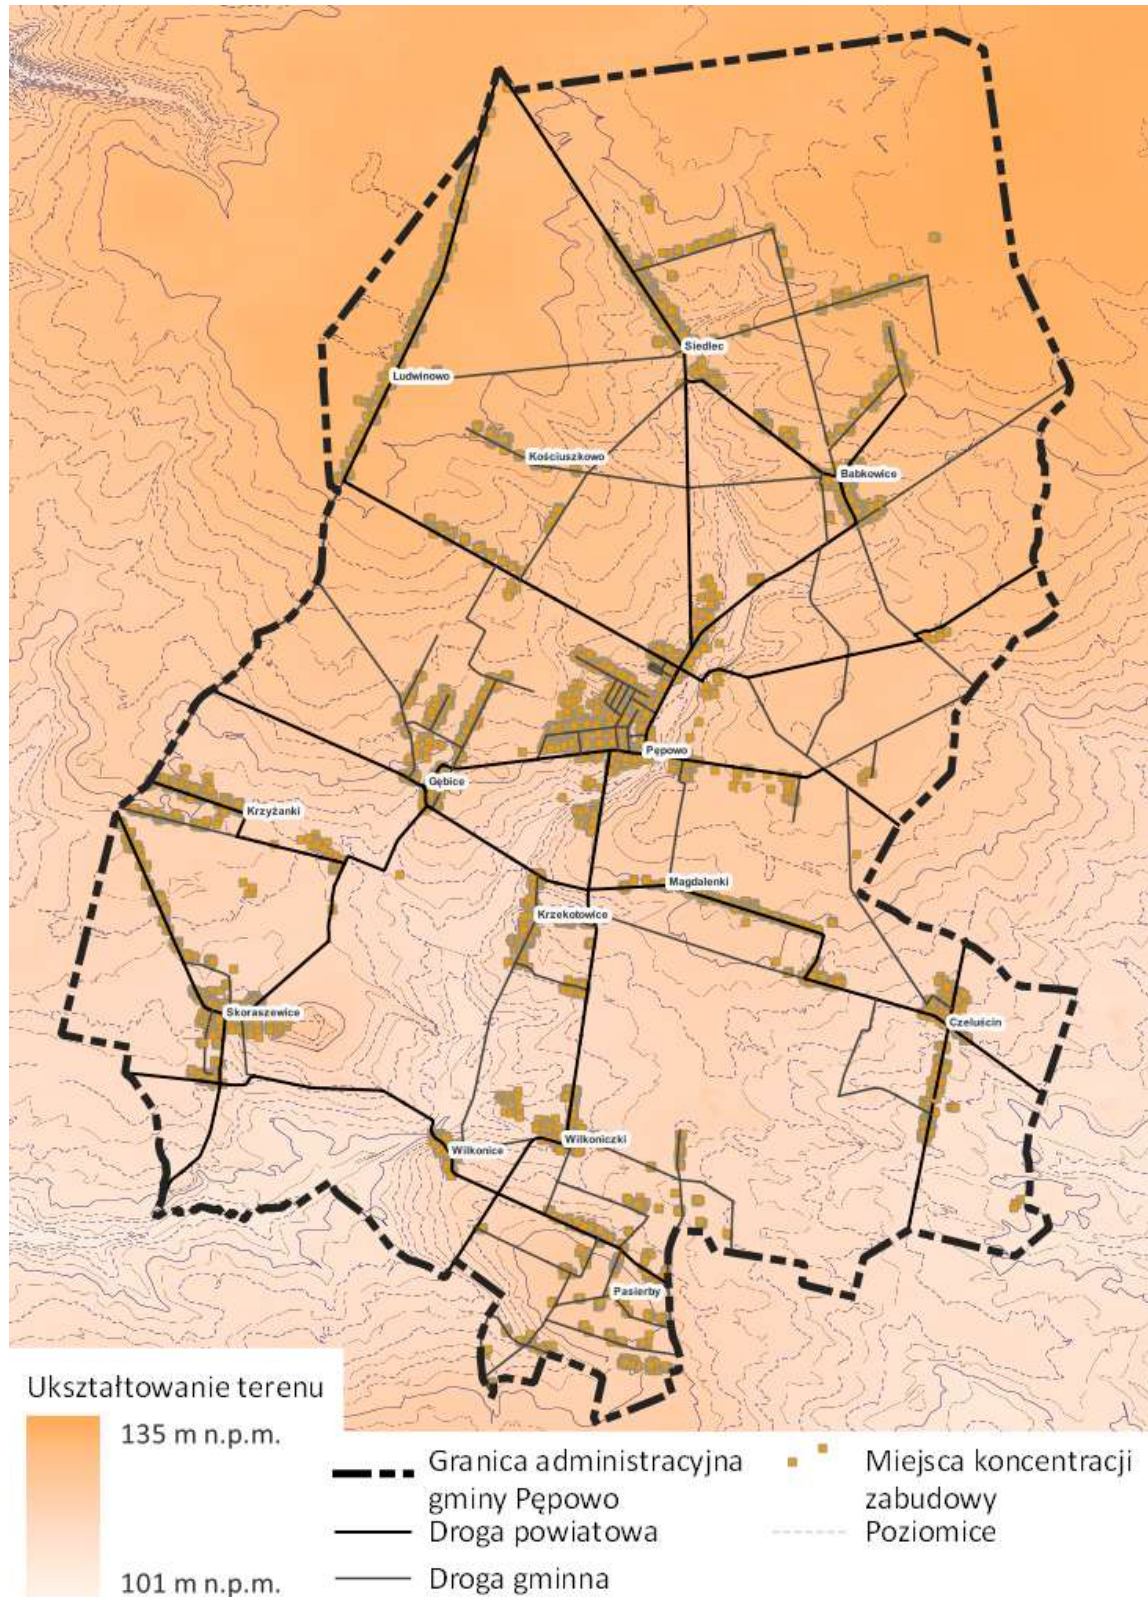 Siedlec
Ludwinowo
Kościuszkowo
Babkowice
Pępowo
Gębice
Krzyżanki
Magdalenki
Krzekotowice
Skoraszewice
Czeluścin
Wilkoniczki
Wilkonice
Pasierby
Ukształtowanie terenu
135 m n.p.m.
101 m n.p.m.
Granica administracyjna
gminy Pępowo
Droga powiatowa
Droga gminna
Miejsca koncentracji
zabudowy
Poziomice